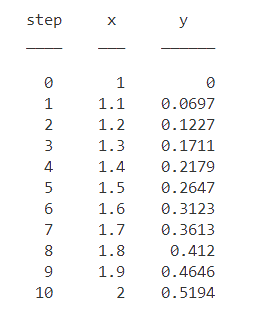 step x y
____ ___ ______
0 1 0
1 1.1 0.0697
2 1.2 0.1227
3 1.3 0.1711
4 1.4 0.2179
5 1.5 0.2647
6 1.6 0.3123
7 1.7 0.3613
8 1.8 0.412
9 1.9 0.4646
10 2 0.5194